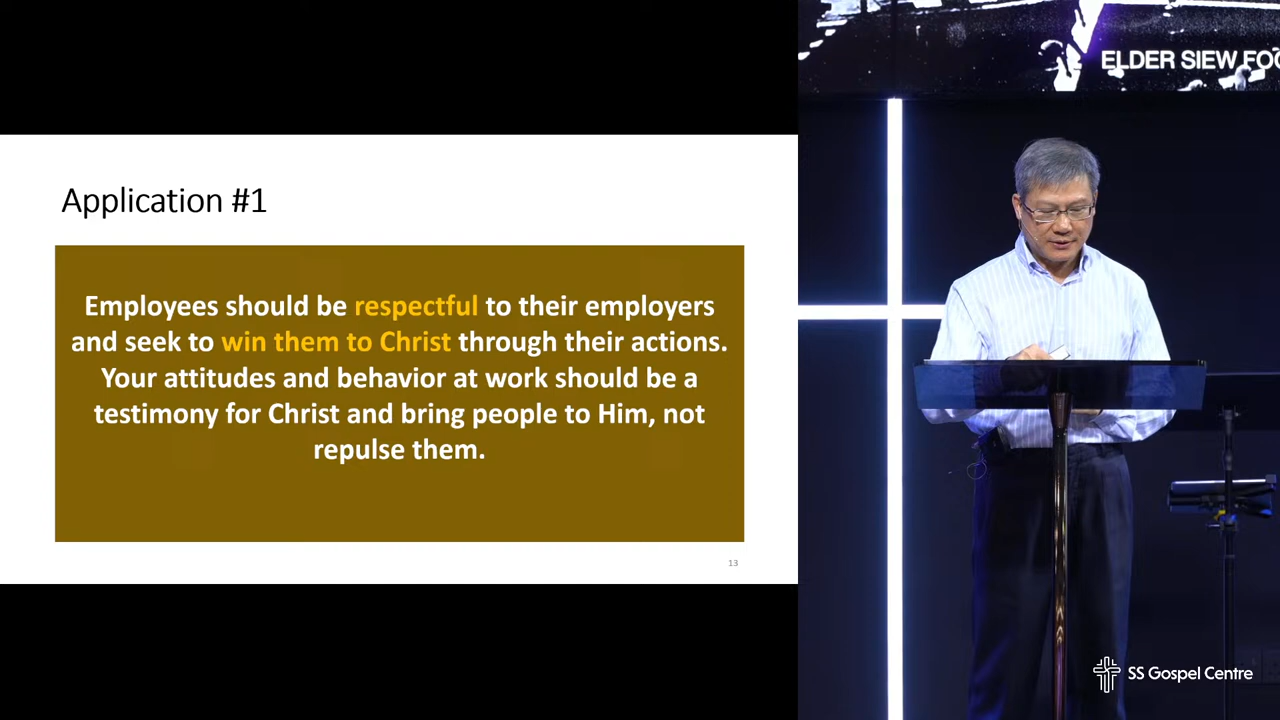 Application #1
Employees should be respectful to their employers
and seek to win them to Christ through their actions.
Your attitudes and behavior at work should be a
testimony for Christ and bring people to Him, not
repulse them.
13
ELDER SIEW FOO
SS Gospel Centre